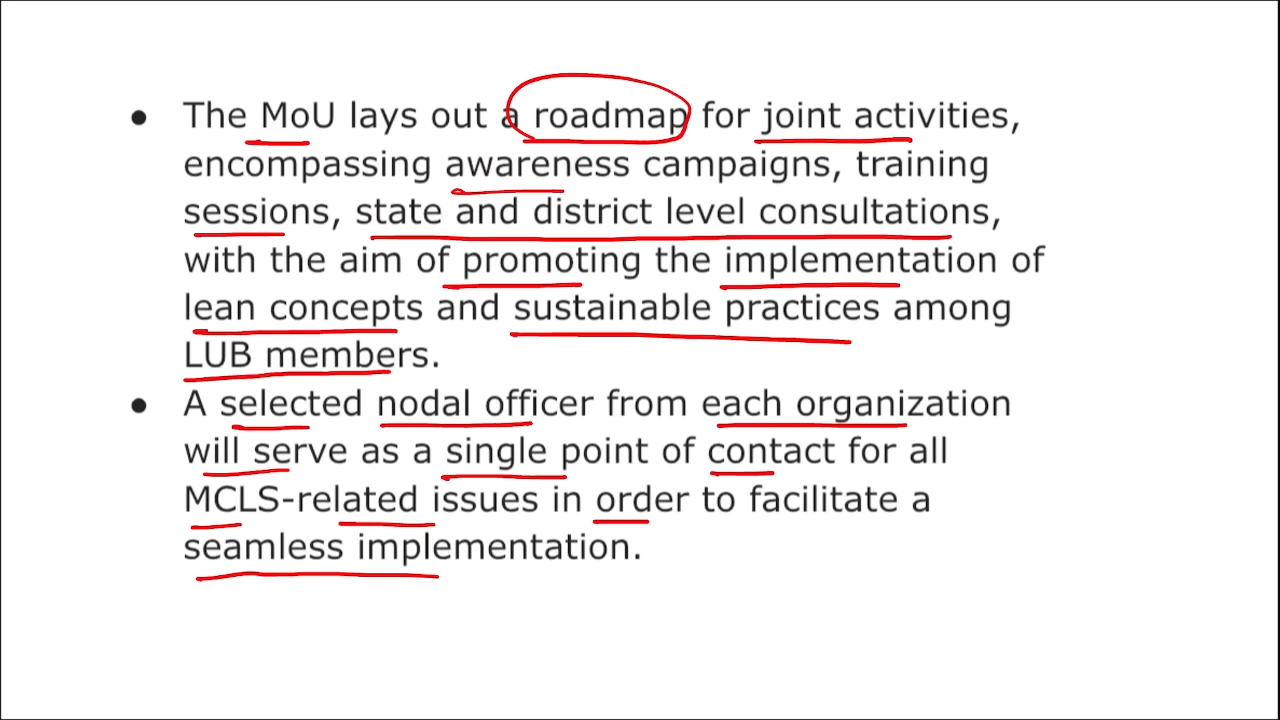 ● The MoU lays out a roadmap for joint activities,
encompassing awareness campaigns, training
sessions, state and district level consultations,
with the aim of promoting the implementation of
lean concepts and sustainable practices among
LUB members.
● A selected nodal officer from each organization
will serve as a single point of contact for all
MCLS-related issues in order to facilitate a
seamless implementation.